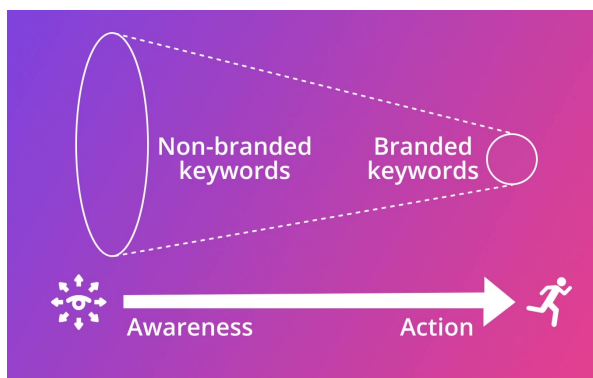 Non-branded
keywords
Branded
keywords
Awareness
Action